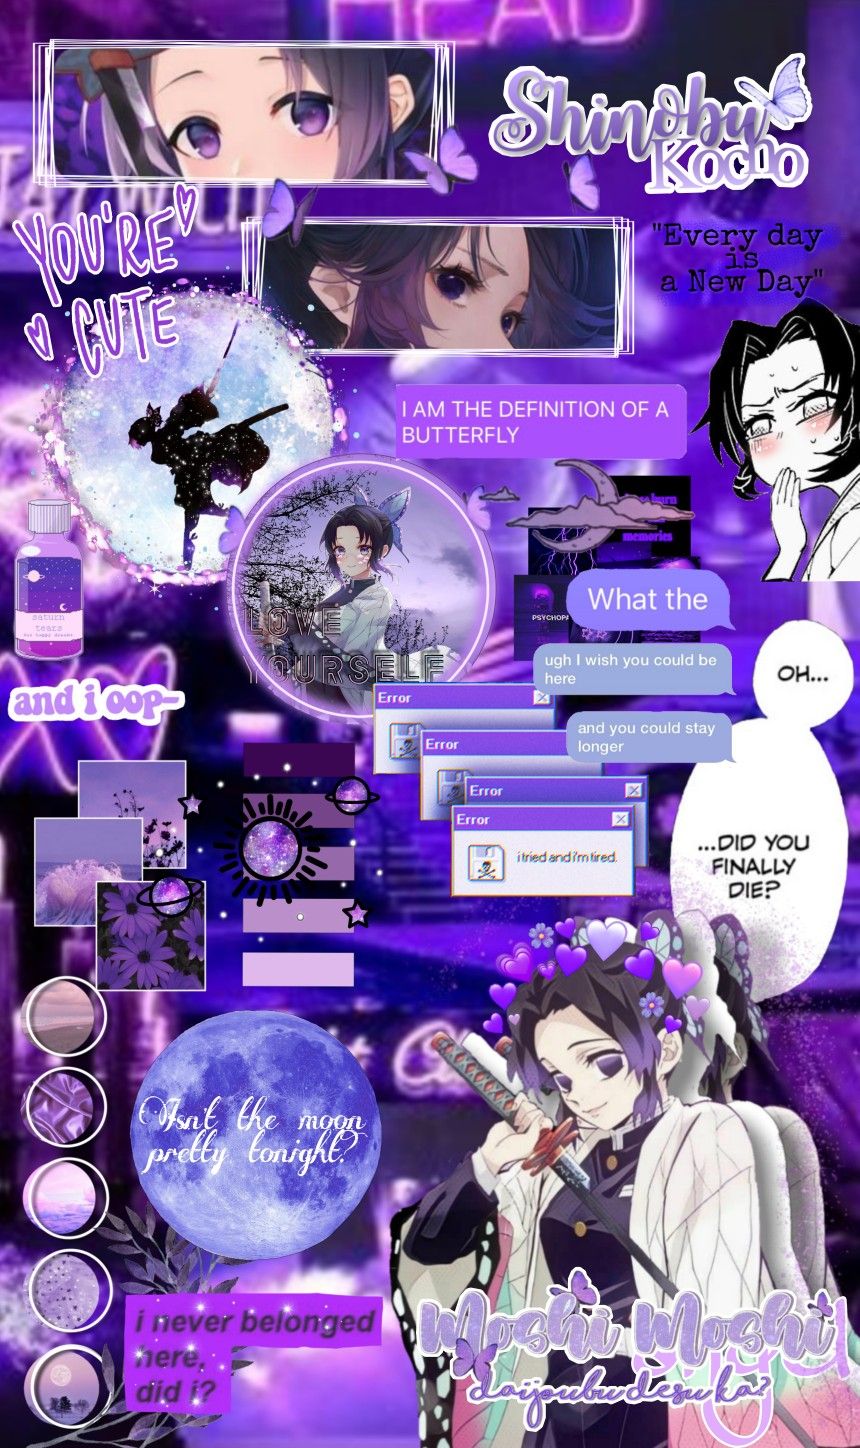 HEAD
Shinobu
Kocho
YOU'RE
CUTE
"Every day
is
a New Day"
I AM THE DEFINITION OF A
BUTTERFLY
burn
memories
PSYCHOPA
What the
LOVE
YOURSELF
saturn
tears
ugh I wish you could be
here
OH...
and i oop-
Error
and you could stay
longer
Error
Error
Error
i tried and i'm tired.
...DID YOU
FINALLY
DIE?
Isn't the moon
pretty tonight?
i never belonged
here,
did i?
Moshi Moshi
daijoubu desu ka?